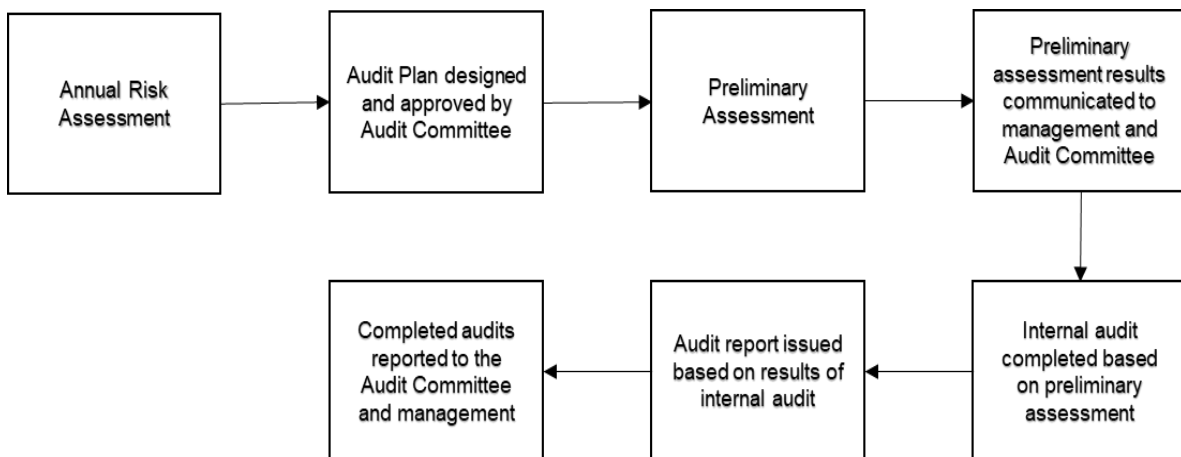 Annual Risk
Assessment
Audit Plan designed
and approved by
Audit Committee
Preliminary
Assessment
Preliminary
assessment results
communicated to
management and
Audit Committee
Internal audit
completed based
on preliminary
assessment
Audit report issued
based on results of
internal audit
Completed audits
reported to the
Audit Committee
and management